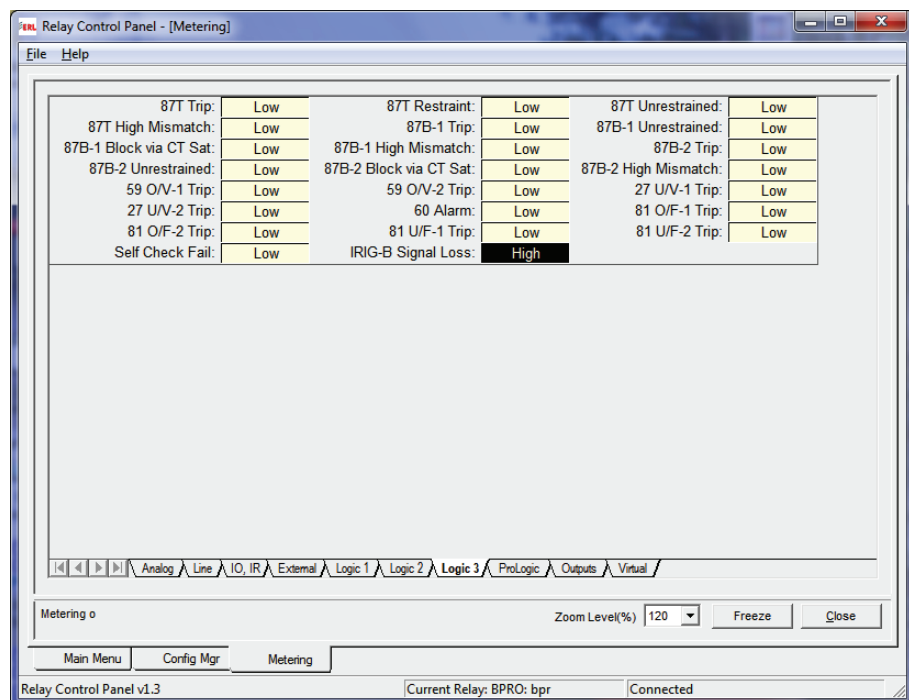 ERL Relay Control Panel - [Metering]
File Help
87T Trip: Low 87T Restraint: Low 87T Unrestrained: Low
87T High Mismatch: Low 87B-1 Trip: Low 87B-1 Unrestrained: Low
87B-1 Block via CT Sat: Low 87B-1 High Mismatch: Low 87B-2 Trip: Low
87B-2 Unrestrained: Low 87B-2 Block via CT Sat: Low 87B-2 High Mismatch: Low
59 O/V-1 Trip: Low 59 O/V-2 Trip: Low 27 U/V-1 Trip: Low
27 U/V-2 Trip: Low 60 Alarm: Low 81 O/F-1 Trip: Low
81 O/F-2 Trip: Low 81 U/F-1 Trip: Low 81 U/F-2 Trip: Low
Self Check Fail: Low IRIG-B Signal Loss: High
Analog Line IO, IR External Logic 1 Logic 2 Logic 3 ProLogic Outputs Virtual
Metering o Zoom Level(%) 120 Freeze Close
Main Menu Config Mgr Metering
Relay Control Panel v1.3 Current Relay: BPRO: bpr Connected